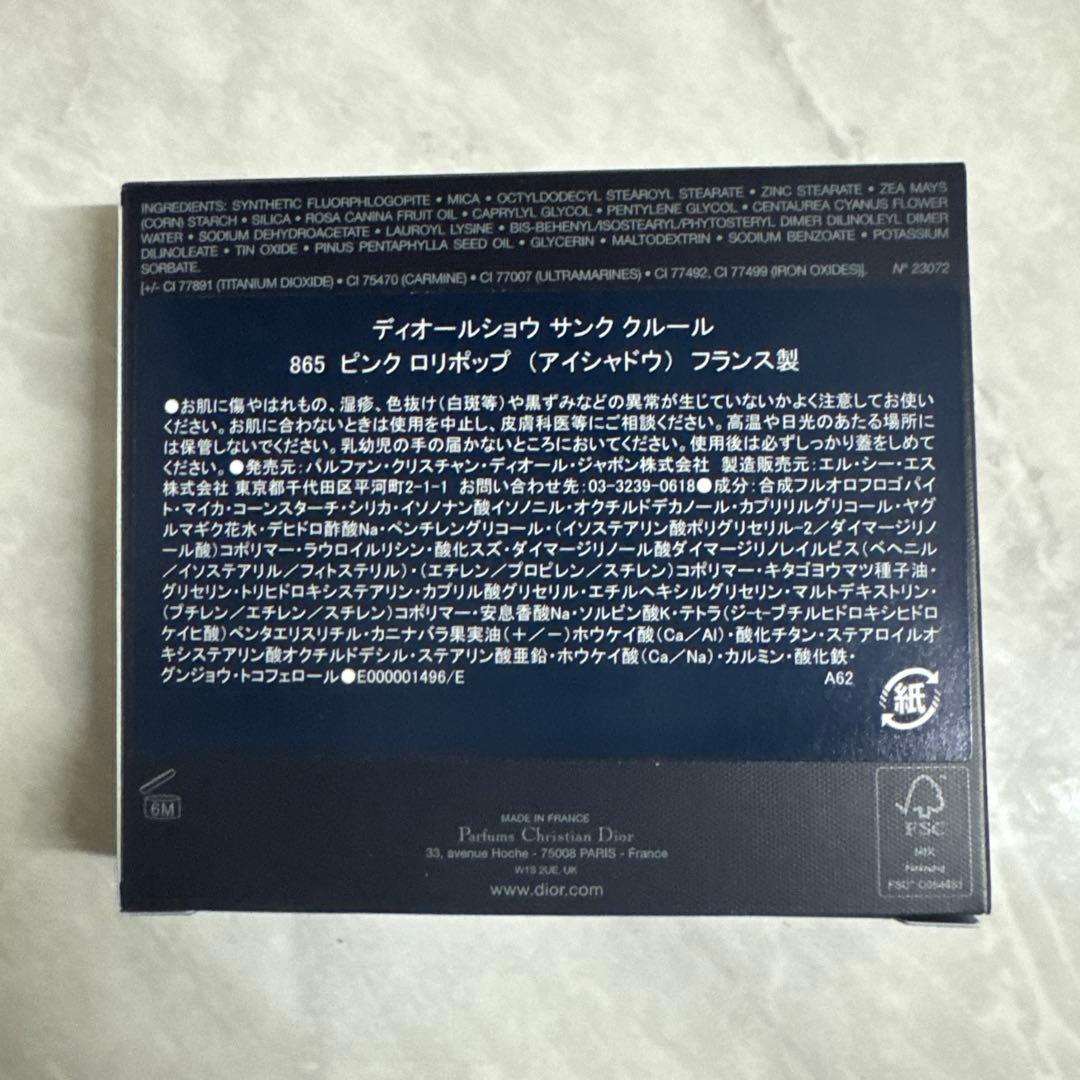 INGREDIENTS: SYNTHETIC FLUORPHLOGOPITE • MICA • OCTYLDODECYL STEAROYL STEARATE • ZINC STEARATE • ZEA MAYS
(CORN) STARCH • SILICA • ROSA CANINA FRUIT OIL • CAPRYLYL GLYCOL • PENTYLENE GLYCOL • CENTAUREA CYANUS FLOWER
WATER • SODIUM DEHYDROACETATE • LAUROYL LYSINE • BIS-BEHENYL/ISOSTEARYL/PHYTOSTERYL DIMER DILINOLEYL DIMER
DILINOLEATE • TIN OXIDE • PINUS PENTAPHYLLA SEED OIL • GLYCERIN • MALTODEXTRIN • SODIUM BENZOATE • POTASSIUM
SORBATE.
[+/- CI 77891 (TITANIUM DIOXIDE) • CI 75470 (CARMINE) • CI 77007 (ULTRAMARINES) • CI 77492, CI 77499 (IRON OXIDES)]. N° 23072
ディオールショウ サンク クルール
865 ピンク ロリポップ (アイシャドウ) フランス製
●お肌に傷やはれもの、湿疹、色抜け(白斑等)や黒ずみなどの異常が生じていないかよく注意してお使い
ください。お肌に合わないときは使用を中止し、皮膚科医等にご相談ください。高温や日光のあたる場所に
は保管しないでください。乳幼児の手の届かないところにおいてください。使用後は必ずしっかり蓋をしめて
ください。●発売元:パルファン・クリスチャン・ディオール・ジャポン株式会社 製造販売元:エル・シー・エス
株式会社 東京都千代田区平河町2-1-1 お問い合わせ先:03-3239-0618●成分:合成フルオロフロゴパイ
ト・マイカ・コーンスターチ・シリカ・イソノナン酸イソノニル・オクチルドデカノール・カプリリルグリコール・ヤグ
ルマギク花水・デヒドロ酢酸Na・ペンチレングリコール・(イソステアリン酸ポリグリセリル-2/ダイマージリノ
ール酸)コポリマー・ラウロイルリシン・酸化スズ・ダイマージリノール酸ダイマージリノレイルビス(ベヘニル
/イソステアリル/フィトステリル)・(エチレン/プロピレン/スチレン)コポリマー・キタゴヨウマツ種子油・
グリセリン・トリヒドロキシステアリン・カプリル酸グリセリル・エチルヘキシルグリセリン・マルトデキストリン・
(ブチレン/エチレン/スチレン)コポリマー・安息香酸Na・ソルビン酸K・テトラ(ジ-t-ブチルヒドロキシヒドロ
ケイヒ酸)ペンタエリスリチル・カニナバラ果実油(+/-)ホウケイ酸(Ca/Al)・酸化チタン・ステアロイルオ
キシステアリン酸オクチルドデシル・ステアリン酸亜鉛・ホウケイ酸(Ca/Na)・カルミン・酸化鉄・
グンジョウ・トコフェロール●E000001496/E A62
紙
6M
MADE IN FRANCE
Parfums Christian Dior
33, avenue Hoche - 75008 PARIS - France
W1S 2UE, UK
www.dior.com
FSC
MIX